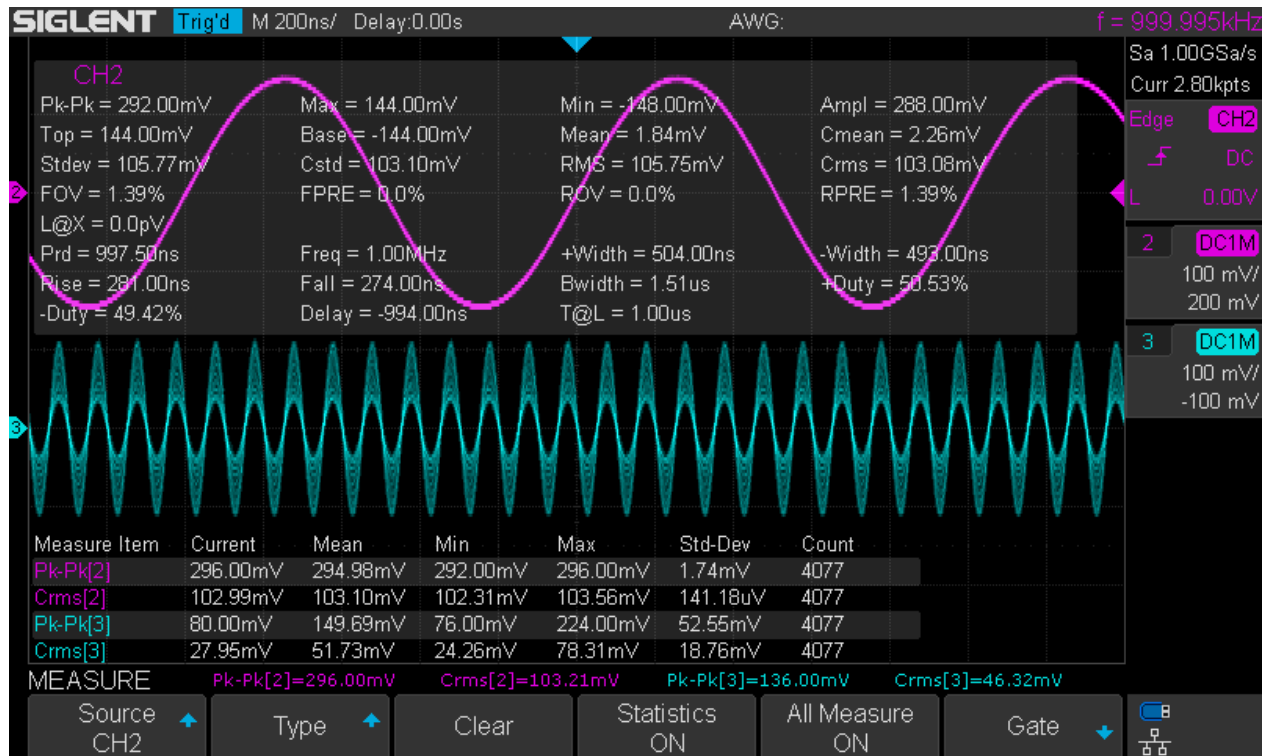 SIGLENT Trig'd M 200ns/ Delay:0.00s AWG: f = 999.995kHz
Sa 1.00GSa/s
Curr 2.80kpts
Edge CH2
DC
L 0.00V
2 DC1M
100 mV/
200 mV
3 DC1M
100 mV/
-100 mV
CH2
Pk-Pk = 292.00mV Max = 144.00mV Min = -148.00mV Ampl = 288.00mV
Top = 144.00mV Base = -144.00mV Mean = 1.84mV Cmean = 2.26mV
Stdev = 105.77mV Cstd = 103.10mV RMS = 105.75mV Crms = 103.08mV
FOV = 1.39% FPRE = 0.0% ROV = 0.0% RPRE = 1.39%
L@X = 0.0pV
Prd = 997.50ns Freq = 1.00MHz +Width = 504.00ns -Width = 493.00ns
Rise = 281.00ns Fall = 274.00ns Bwidth = 1.51us +Duty = 50.53%
-Duty = 49.42% Delay = -994.00ns T@L = 1.00us
2
3
Measure Item Current Mean Min Max Std-Dev Count
Pk-Pk[2] 296.00mV 294.98mV 292.00mV 296.00mV 1.74mV 4077
Crms[2] 102.99mV 103.10mV 102.31mV 103.56mV 141.18uV 4077
Pk-Pk[3] 80.00mV 149.69mV 76.00mV 224.00mV 52.55mV 4077
Crms[3] 27.95mV 51.73mV 24.26mV 78.31mV 18.76mV 4077
MEASURE Pk-Pk[2]=296.00mV Crms[2]=103.21mV Pk-Pk[3]=136.00mV Crms[3]=46.32mV
Source Type Clear Statistics All Measure Gate
CH2 ON ON